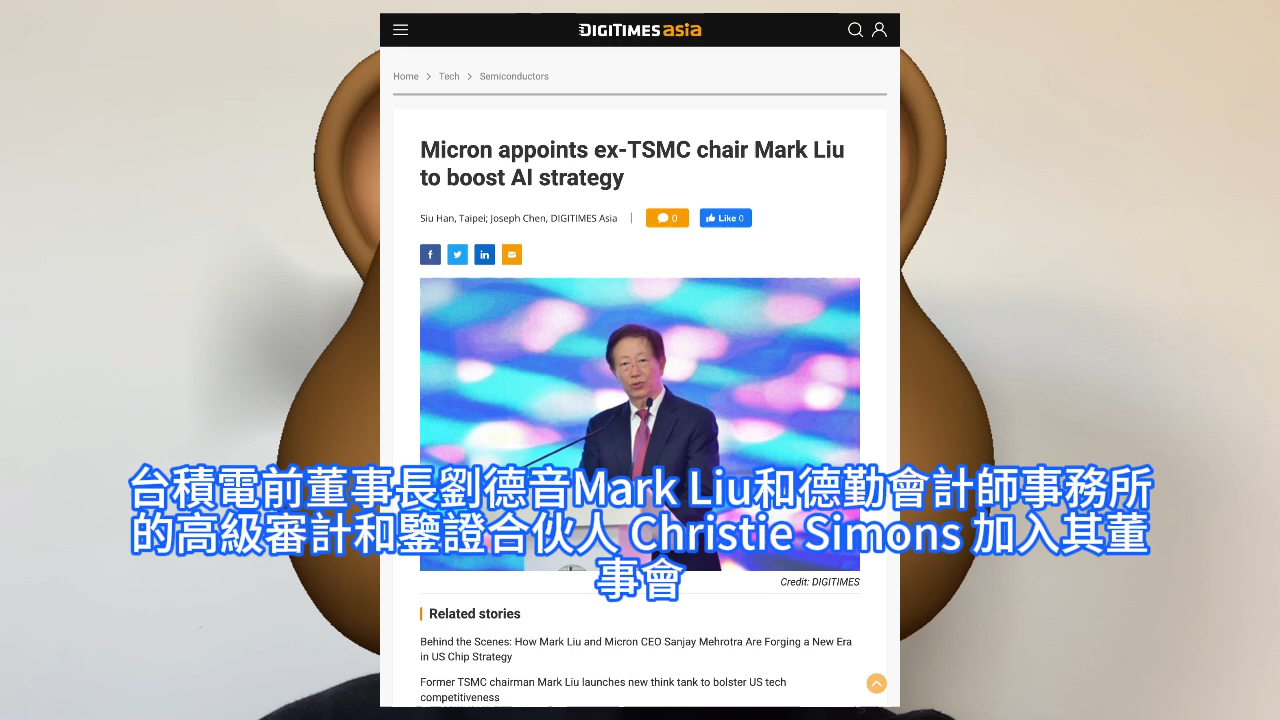 DIGITIMES asia
Home > Tech > Semiconductors
Micron appoints ex-TSMC chair Mark Liu
to boost AI strategy
Siu Han, Taipei; Joseph Chen, DIGITIMES Asia | 0 Like 0
台積電前董事長劉德音Mark Liu和德勤會計師事務所
的高級審計和鑒證合伙人 Christie Simons 加入其董
事會
Credit: DIGITIMES
Related stories
Behind the Scenes: How Mark Liu and Micron CEO Sanjay Mehrotra Are Forging a New Era
in US Chip Strategy
Former TSMC chairman Mark Liu launches new think tank to bolster US tech
competitiveness